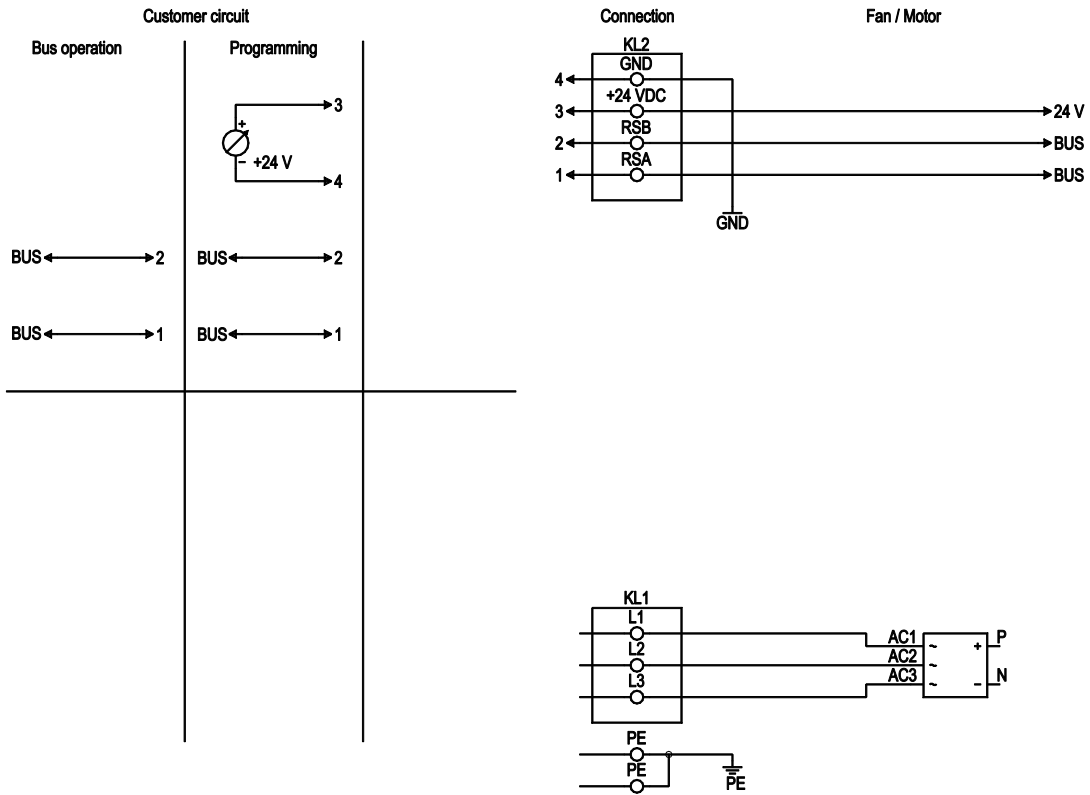 Customer circuit
Connection
Fan / Motor
Bus operation
Programming
3
+
–
+24 V
4
BUS 2
BUS 2
BUS 1
BUS 1
KL2
GND
4
+24 VDC
3
24 V
RSB
2
BUS
RSA
1
BUS
GND
KL1
L1
L2
L3
AC1
AC2
AC3
~
~
~
+
–
P
N
PE
PE
PE